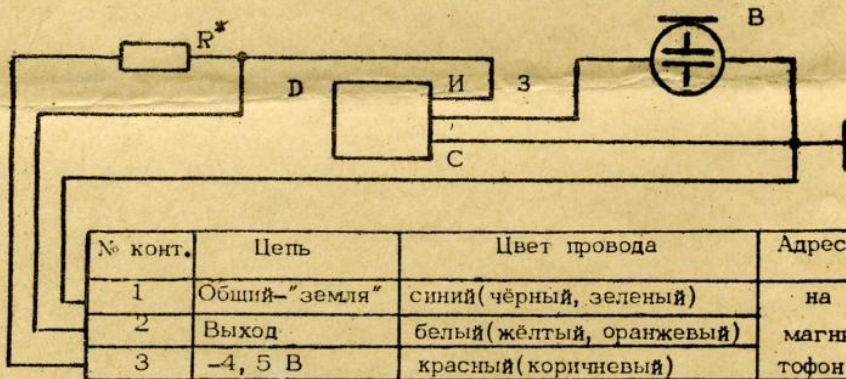 R*
B
D
И
З
С
№ конт.
Цепь
Цвет провода
Адрес
1
Общий-"земля"
синий(чёрный, зеленый)
на
2
Выход
белый(жёлтый, оранжевый)
магни
3
-4, 5 В
красный(коричневый)
тофон